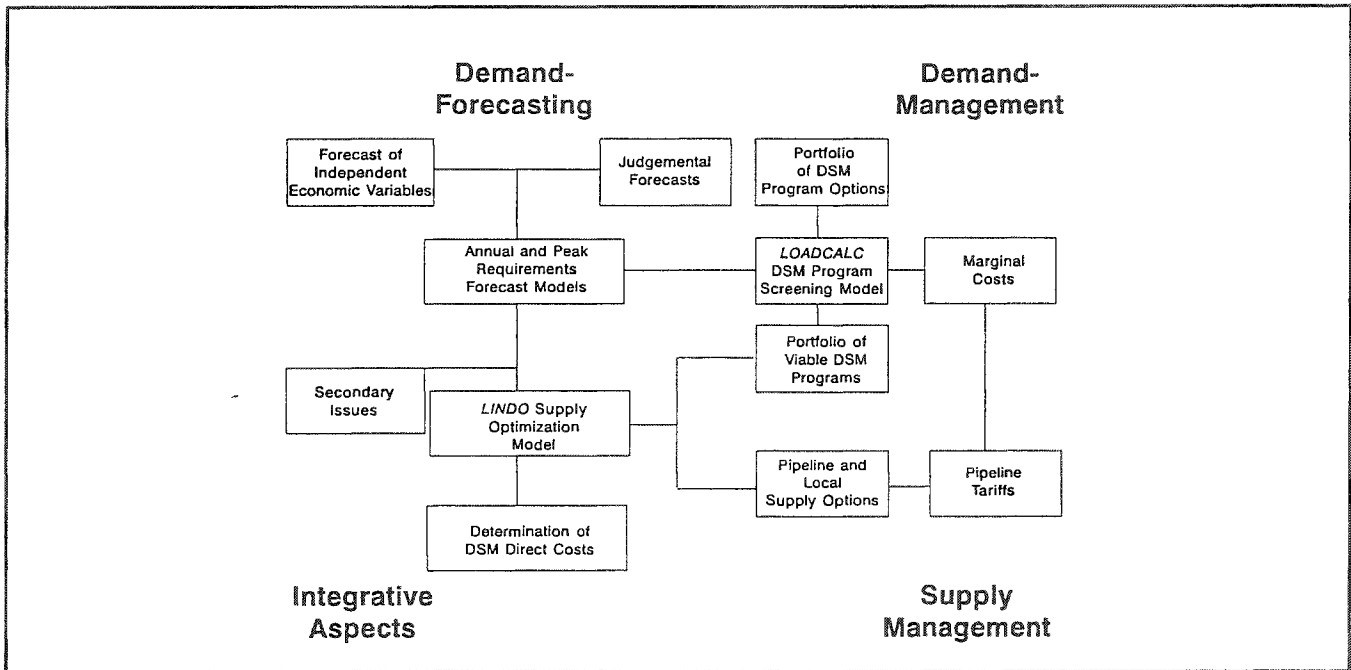 Demand-
Forecasting
Demand-
Management
Forecast of
Independent
Economic Variables
Judgemental
Forecasts
Portfolio
of DSM
Program Options
Annual and Peak
Requirements
Forecast Models
LOADCALC
DSM Program
Screening Model
Marginal
Costs
Portfolio of
Viable DSM
Programs
Secondary
Issues
LINDO Supply
Optimization
Model
Pipeline and
Local
Supply Options
Pipeline
Tariffs
Determination of
DSM Direct Costs
Integrative
Aspects
Supply
Management